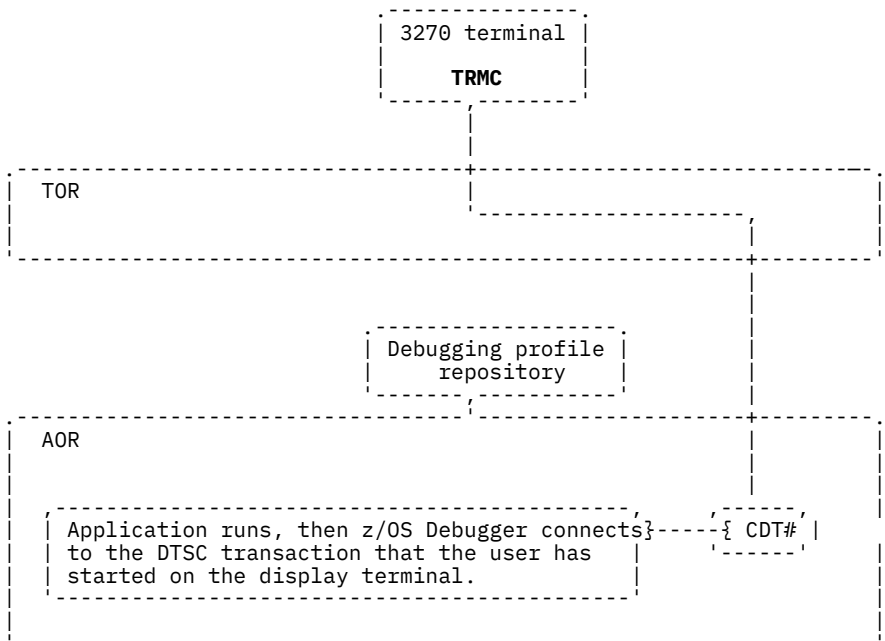 3270 terminal
TRMC
TOR
Debugging profile
repository
AOR
Application runs, then z/OS Debugger connects
to the DTSC transaction that the user has
started on the display terminal.
CDT#